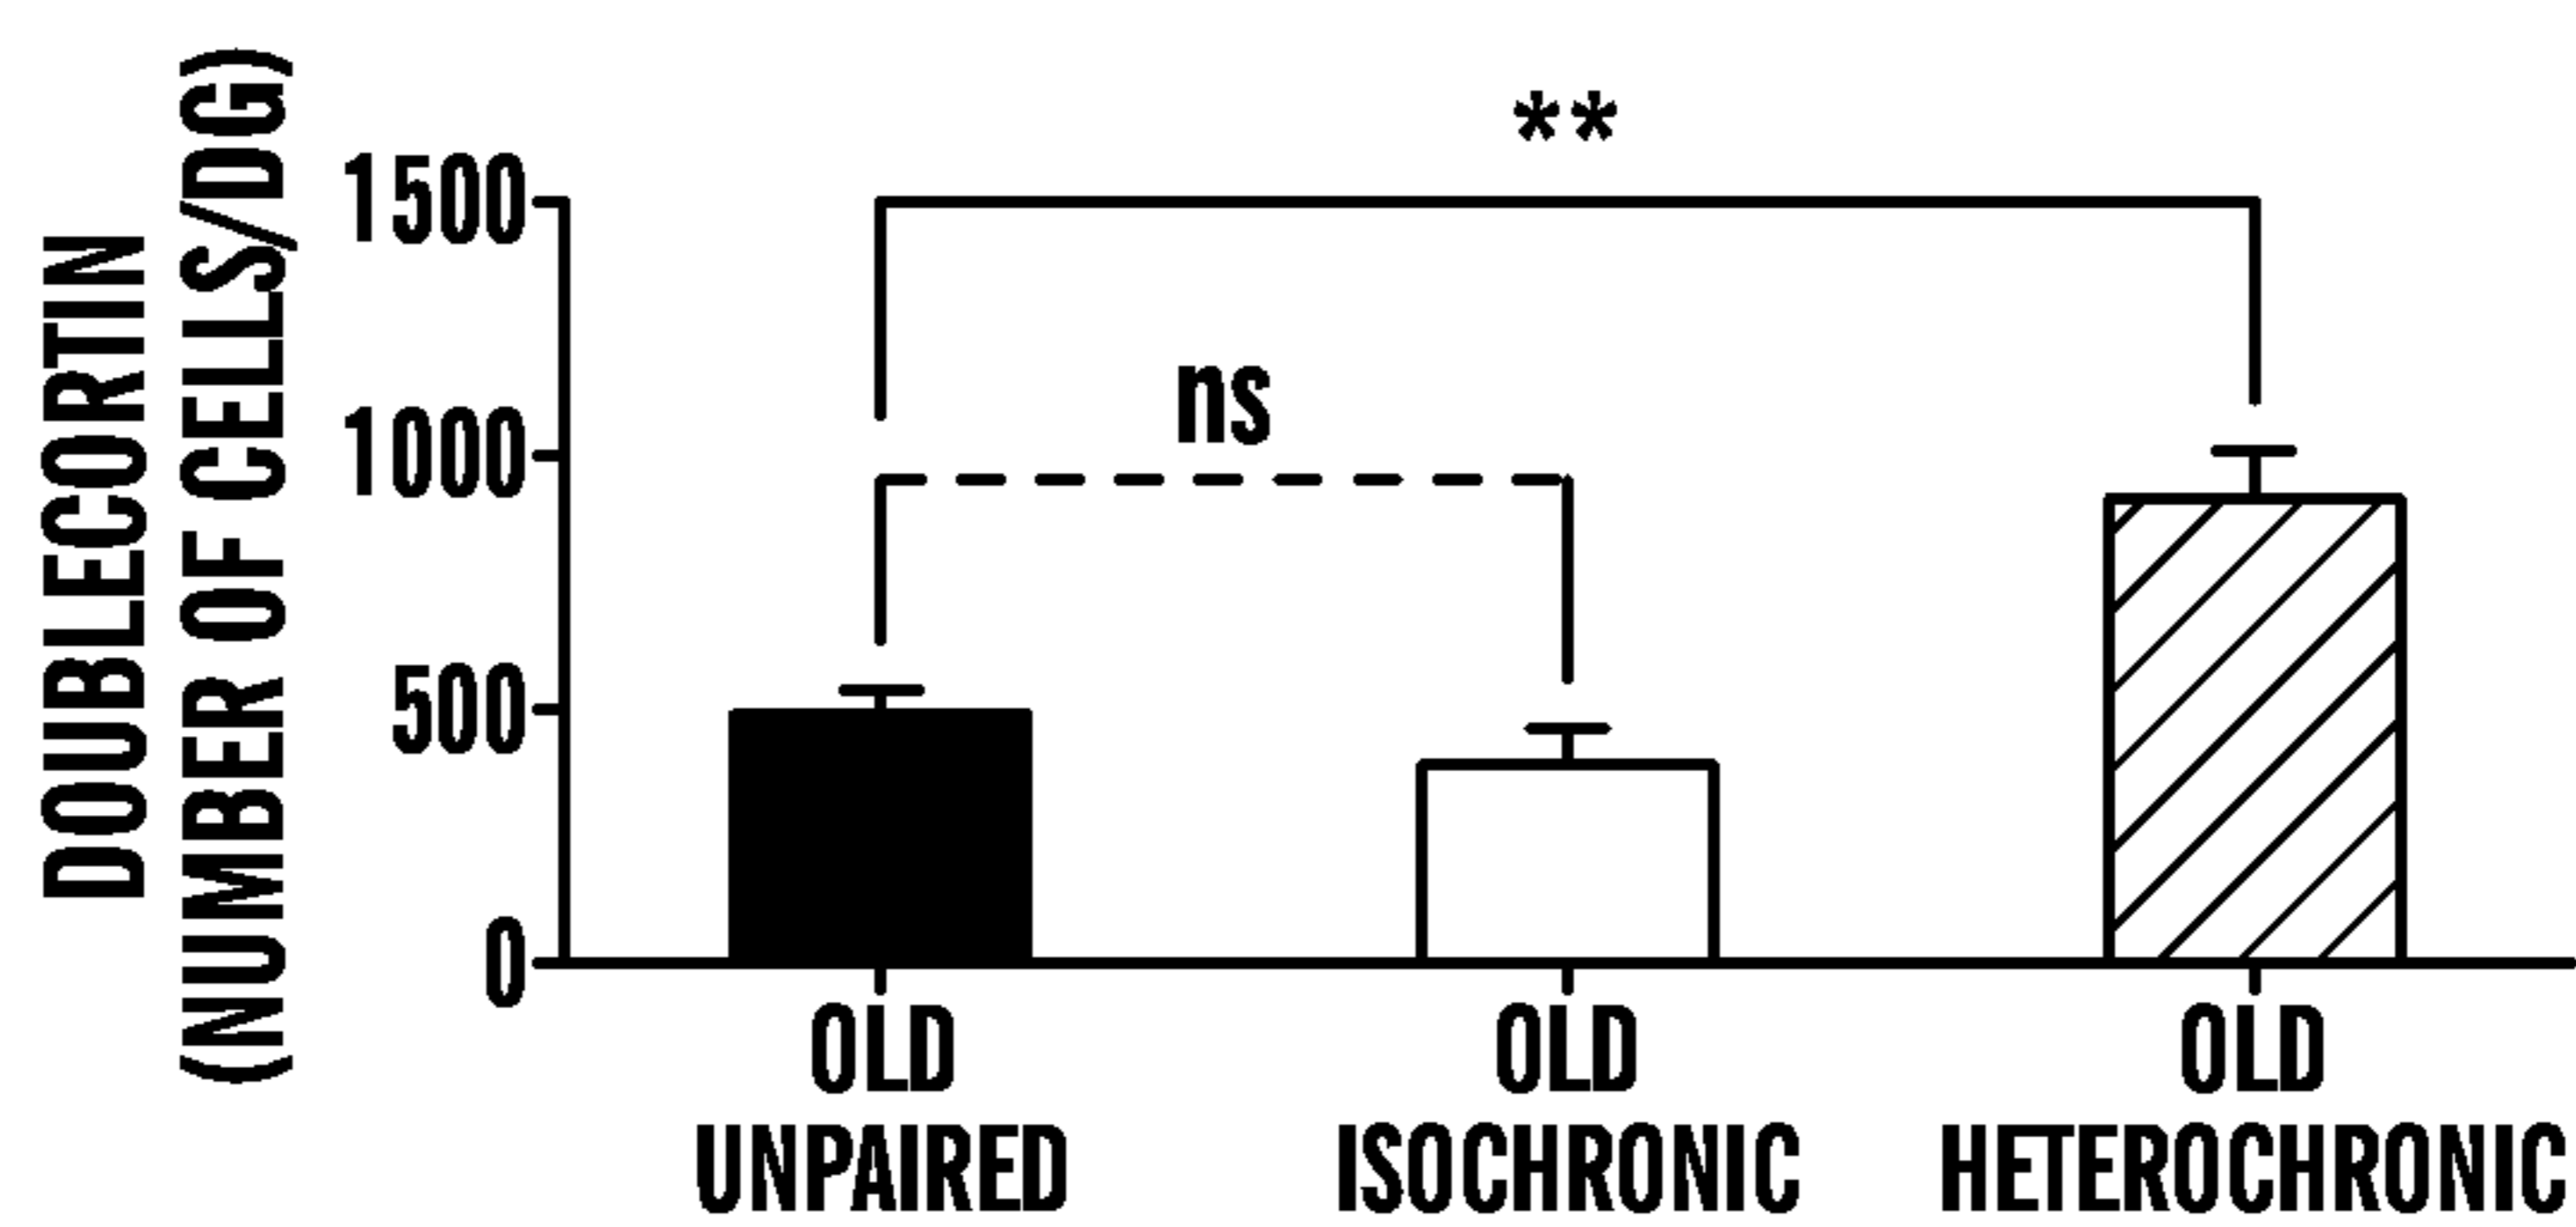 DOUBLECORTIN
(NUMBER OF CELLS/DG)
1500
1000
500
0
**
ns
OLD
UNPAIRED
OLD
ISOCHRONIC
OLD
HETEROCHRONIC